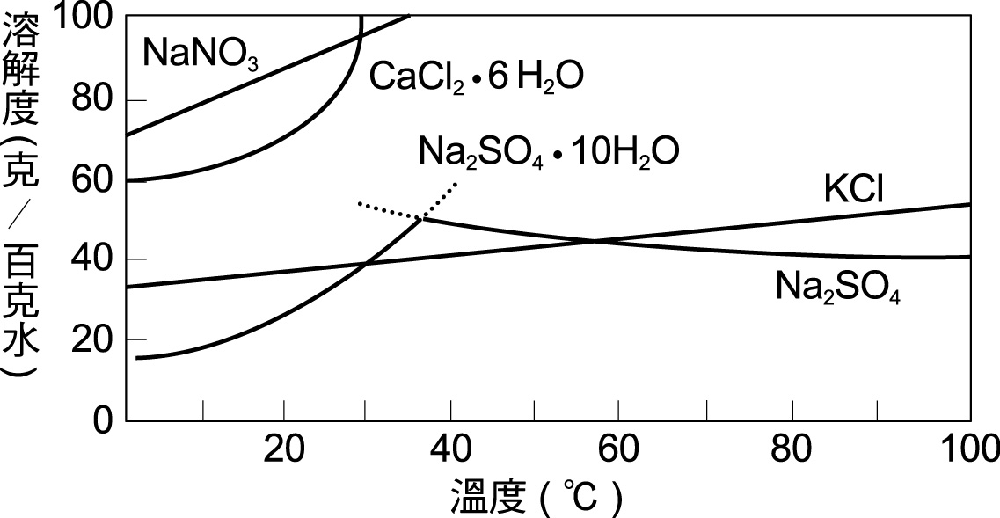 溶解度(克／百克水)
100
80
60
40
20
0
NaNO₃
CaCl₂・6 H₂O
Na₂SO₄・10H₂O
KCl
Na₂SO₄
20 40 60 80 100
溫度(℃)